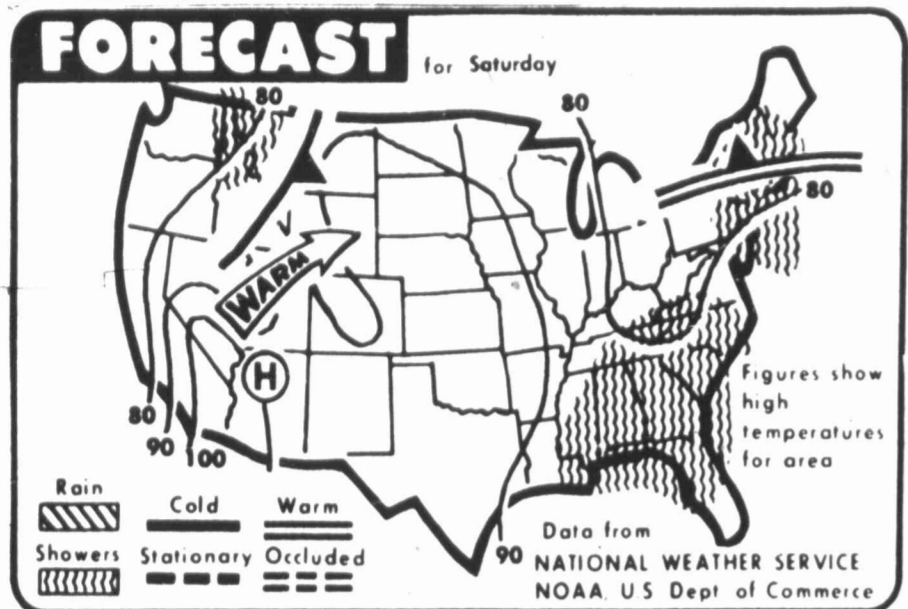 FORECAST
for Saturday
80
80
80
WARM
H
80
90
100
90
Figures show
high
temperatures
for area
Rain
Cold
Warm
Showers
Stationary
Occluded
Data from
NATIONAL WEATHER SERVICE
NOAA, U.S. Dept of Commerce